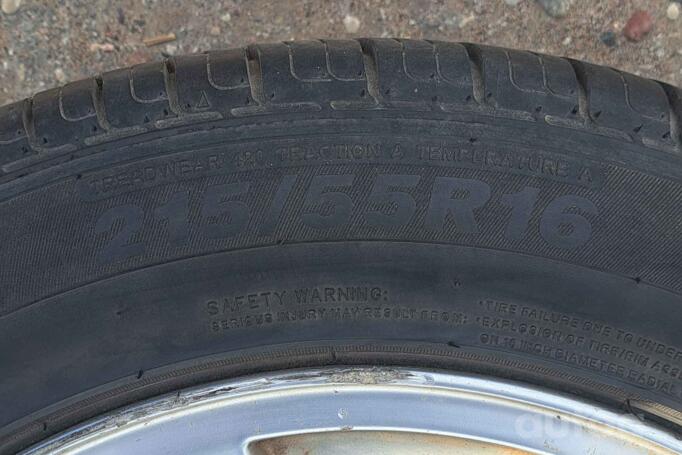 TREADWEAR 420 TRACTION A TEMPERATURE A
215/55R16
SAFETY WARNING:
SERIOUS INJURY MAY RESULT FROM:
•TIRE FAILURE DUE TO UNDER
•EXPLOSION OF TIRE/RIM ASS
ON 16 INCH DIAMETER RADIAL